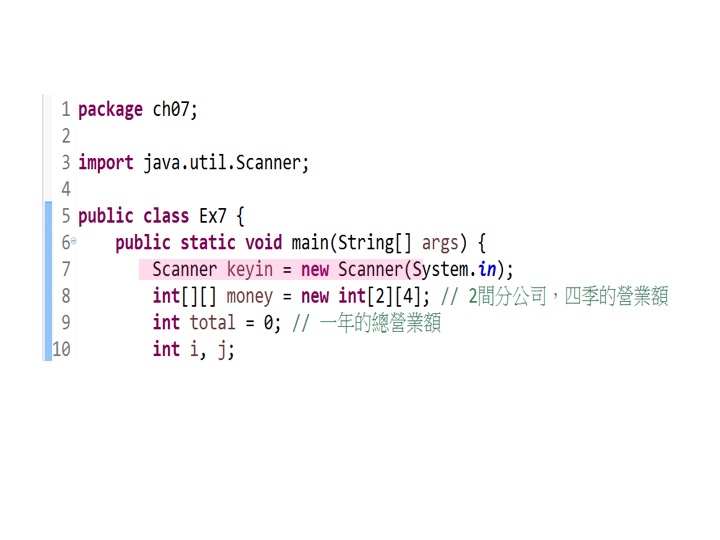 1 package ch07;
2
3 import java.util.Scanner;
4
5 public class Ex7 {
6 public static void main(String[] args) {
7 Scanner keyin = new Scanner(System.in);
8 int[][] money = new int[2][4]; // 2間分公司，四季的營業額
9 int total = 0; // 一年的總營業額
10 int i, j;